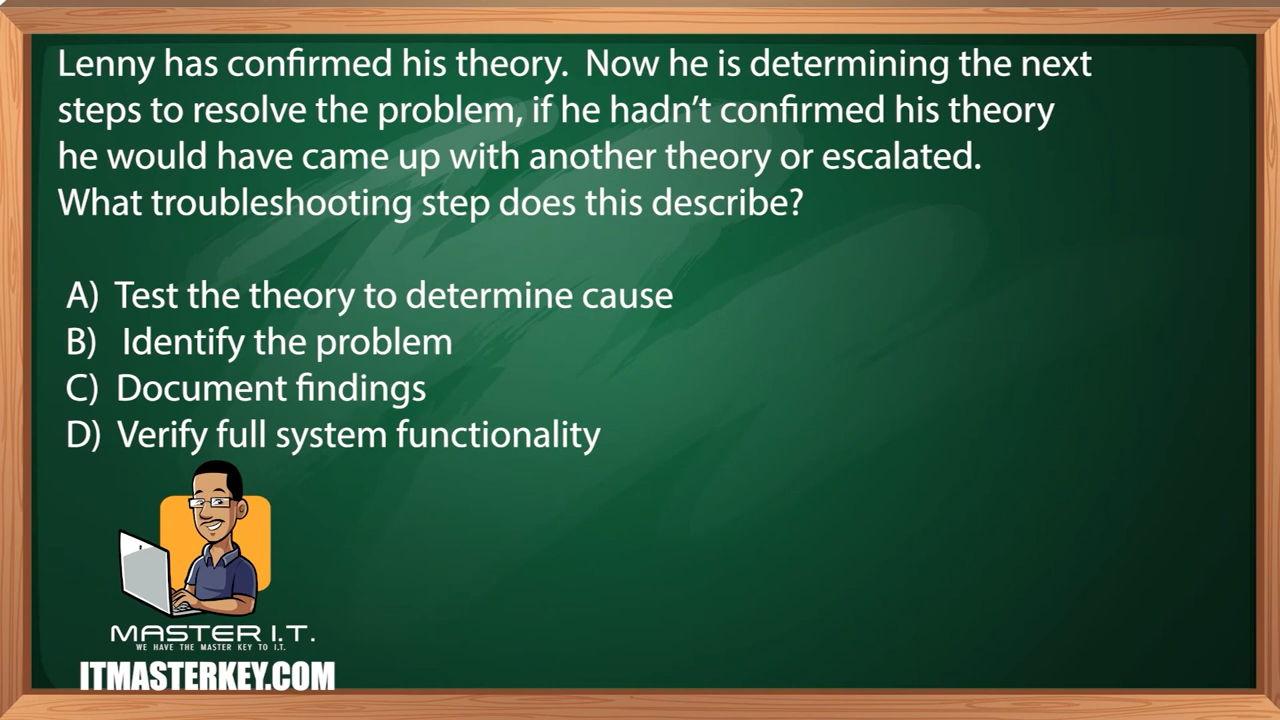 Lenny has confirmed his theory.  Now he is determining the next
steps to resolve the problem, if he hadn’t confirmed his theory
he would have came up with another theory or escalated.
What troubleshooting step does this describe?
A)  Test the theory to determine cause
B)   Identify the problem
C)  Document findings
D)  Verify full system functionality
MASTER I.T.
WE HAVE THE MASTER KEY TO I.T.
ITMASTERKEY.COM